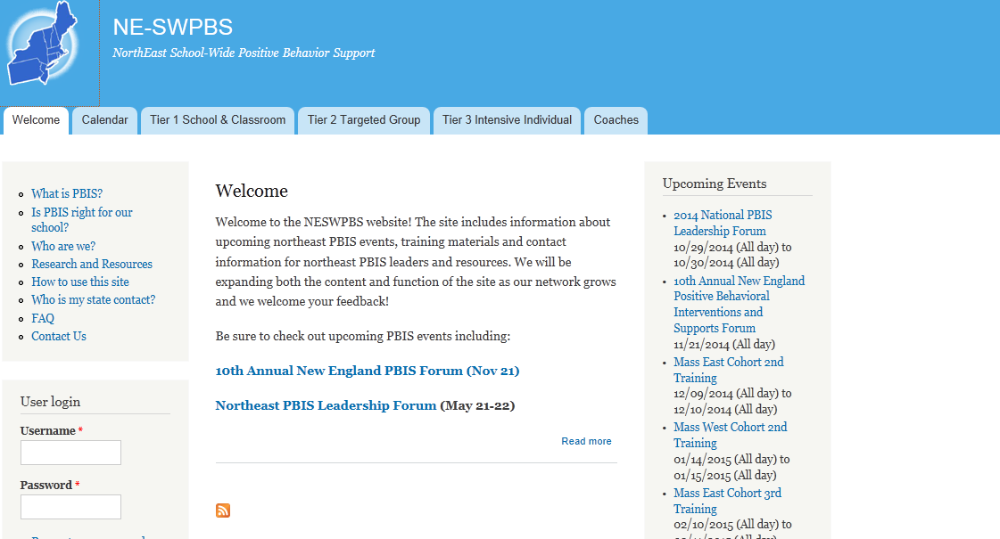 NE-SWPBS
NorthEast School-Wide Positive Behavior Support
Welcome
Calendar
Tier 1 School & Classroom
Tier 2 Targeted Group
Tier 3 Intensive Individual
Coaches
What is PBIS?
Is PBIS right for our
school?
Who are we?
Research and Resources
How to use this site
Who is my state contact?
FAQ
Contact Us
User login
Username *
Password *
Welcome
Welcome to the NESWPBS website! The site includes information about
upcoming northeast PBIS events, training materials and contact
information for northeast PBIS leaders and resources. We will be
expanding both the content and function of the site as our network grows
and we welcome your feedback!
Be sure to check out upcoming PBIS events including:
10th Annual New England PBIS Forum (Nov 21)
Northeast PBIS Leadership Forum (May 21-22)
Read more
Upcoming Events
2014 National PBIS
Leadership Forum
10/29/2014 (All day) to
10/30/2014 (All day)
10th Annual New England
Positive Behavioral
Interventions and
Supports Forum
11/21/2014 (All day)
Mass East Cohort 2nd
Training
12/09/2014 (All day) to
12/10/2014 (All day)
Mass West Cohort 2nd
Training
01/14/2015 (All day) to
01/15/2015 (All day)
Mass East Cohort 3rd
Training
02/10/2015 (All day) to